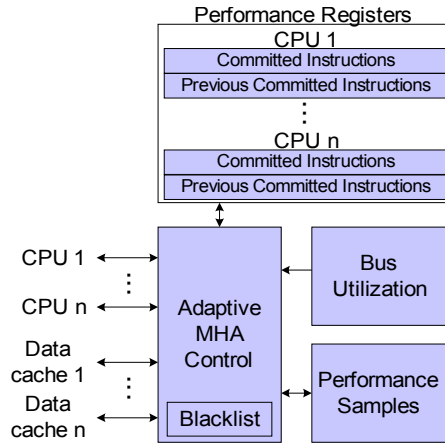 Performance Registers
CPU 1
Committed Instructions
Previous Committed Instructions
CPU n
Committed Instructions
Previous Committed Instructions
CPU 1
CPU n
Data
cache 1
Data
cache n
Adaptive
MHA
Control
Blacklist
Bus
Utilization
Performance
Samples